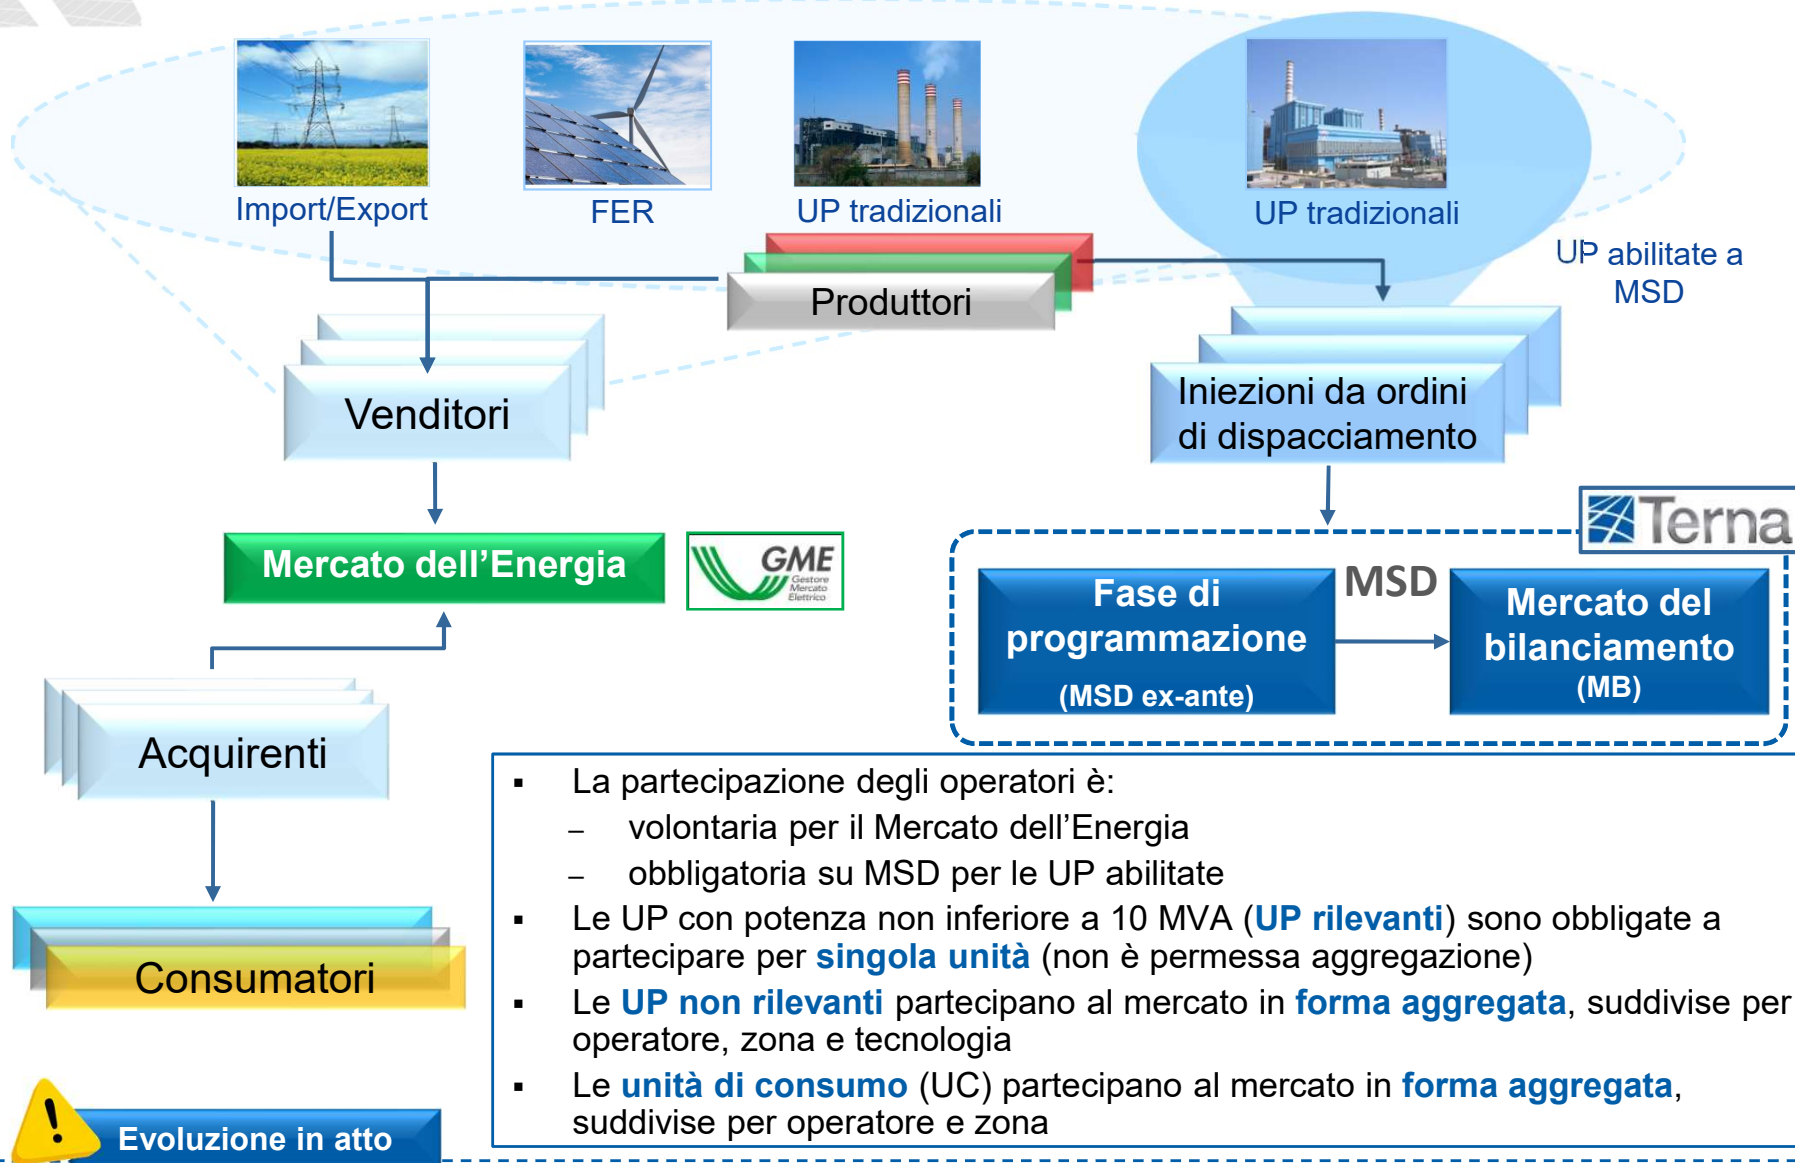 Import/Export
FER
UP tradizionali
UP tradizionali
UP abilitate a
MSD
Produttori
Venditori
Iniezioni da ordini
di dispacciamento
Terna
Mercato dell'Energia
GME
Gestore
Mercato
Elettrico
MSD
Fase di
programmazione
(MSD ex-ante)
Mercato del
bilanciamento
(MB)
Acquirenti
Consumatori
▪ La partecipazione degli operatori è:
– volontaria per il Mercato dell'Energia
– obbligatoria su MSD per le UP abilitate
▪ Le UP con potenza non inferiore a 10 MVA (UP rilevanti) sono obbligate a
partecipare per singola unità (non è permessa aggregazione)
▪ Le UP non rilevanti partecipano al mercato in forma aggregata, suddivise per
operatore, zona e tecnologia
▪ Le unità di consumo (UC) partecipano al mercato in forma aggregata,
suddivise per operatore e zona
! Evoluzione in atto